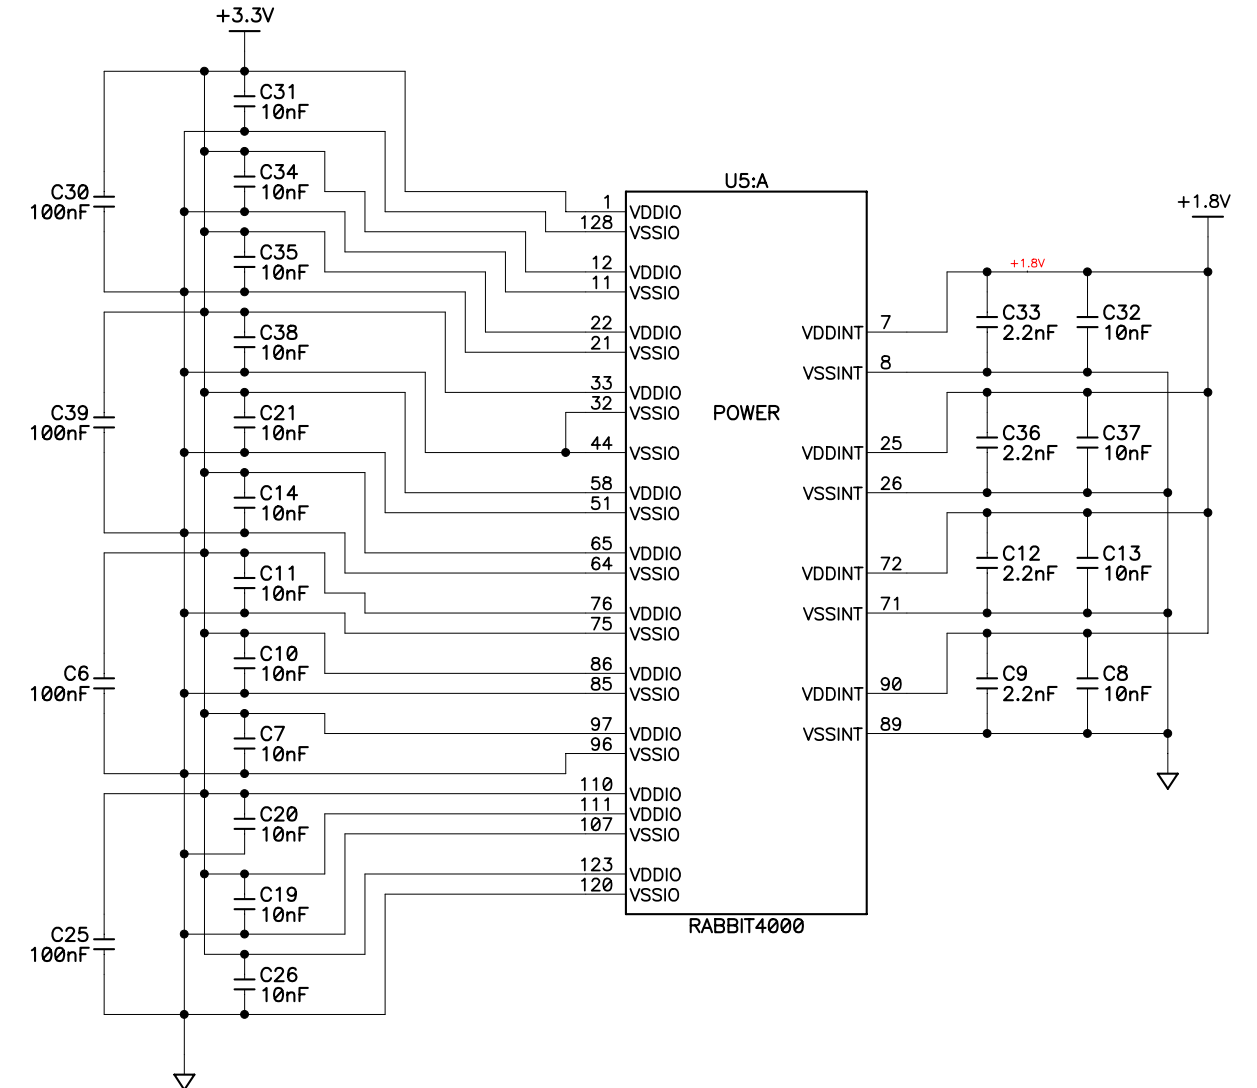 +3.3V
C31
10nF
C34
10nF
C30
100nF
C35
10nF
C38
10nF
C39
100nF
C21
10nF
C14
10nF
C11
10nF
C10
10nF
C6
100nF
C7
10nF
C20
10nF
C19
10nF
C25
100nF
C26
10nF
U5:A
1 VDDIO
128 VSSIO
12 VDDIO
11 VSSIO
22 VDDIO
21 VSSIO
33 VDDIO
32 VSSIO
44 VSSIO
58 VDDIO
51 VSSIO
65 VDDIO
64 VSSIO
76 VDDIO
75 VSSIO
86 VDDIO
85 VSSIO
97 VDDIO
96 VSSIO
110 VDDIO
111 VDDIO
107 VSSIO
123 VDDIO
120 VSSIO
POWER
VDDINT 7
VSSINT 8
VDDINT 25
VSSINT 26
VDDINT 72
VSSINT 71
VDDINT 90
VSSINT 89
RABBIT4000
+1.8V
+1.8V
C33
2.2nF
C32
10nF
C36
2.2nF
C37
10nF
C12
2.2nF
C13
10nF
C9
2.2nF
C8
10nF